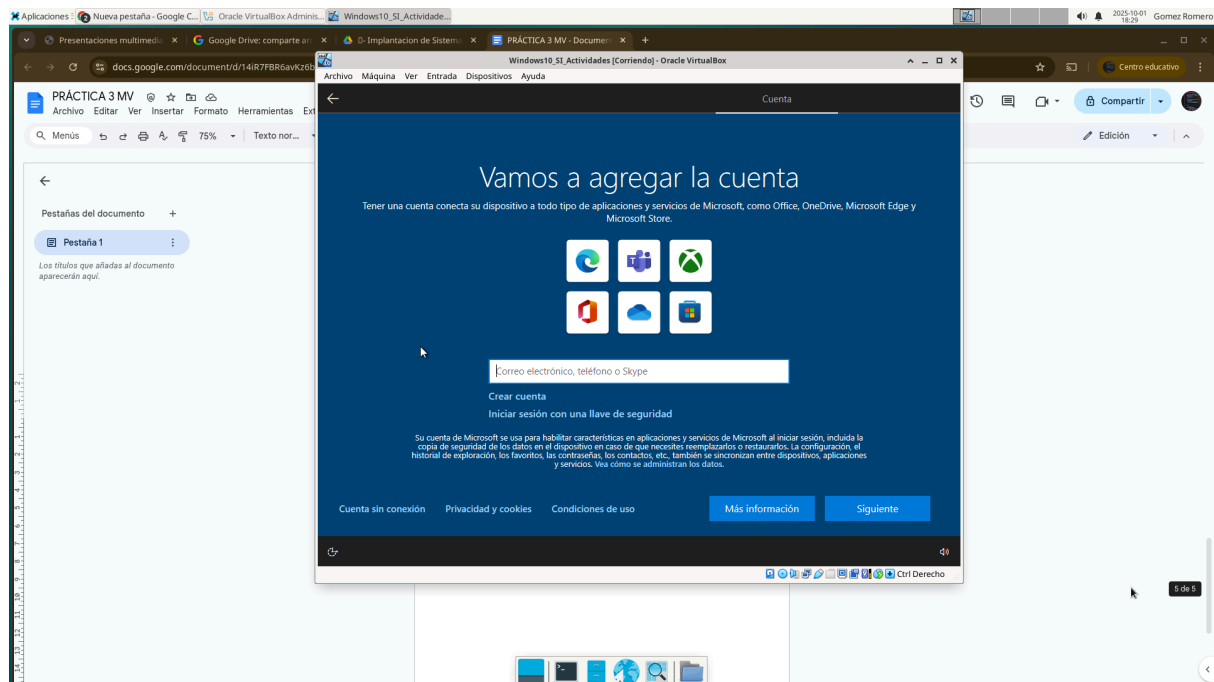 Aplicaciones
Nueva pestaña - Google C...
Oracle VirtualBox Adminis...
Windows10_SI_Actividade...
2025-10-01
18:29
Gomez Romero
Presentaciones multimedia
Google Drive: comparte arc
0- Implantacion de Sistema
PRÁCTICA 3 MV - Document
docs.google.com/document/d/14iR7FBR6avKz6b
Centro educativo
Windows10_SI_Actividades [Corriendo] - Oracle VirtualBox
Archivo Máquina Ver Entrada Dispositivos Ayuda
PRÁCTICA 3 MV
Archivo Editar Ver Insertar Formato Herramientas Ext
Compartir
Menús
75%
Texto nor...
Edición
Pestañas del documento
Pestaña 1
Los títulos que añadas al documento
aparecerán aquí.
Cuenta
Vamos a agregar la cuenta
Tener una cuenta conecta su dispositivo a todo tipo de aplicaciones y servicios de Microsoft, como Office, OneDrive, Microsoft Edge y
Microsoft Store.
Correo electrónico, teléfono o Skype
Crear cuenta
Iniciar sesión con una llave de seguridad
Su cuenta de Microsoft se usa para habilitar características en aplicaciones y servicios de Microsoft al iniciar sesión, incluida la
copia de seguridad de los datos en el dispositivo en caso de que necesites reemplazarlos o restaurarlos. La configuración, el
historial de exploración, los favoritos, las contraseñas, los contactos, etc., también se sincronizan entre dispositivos, aplicaciones
y servicios. Vea cómo se administran los datos.
Cuenta sin conexión
Privacidad y cookies
Condiciones de uso
Más información
Siguiente
Ctrl Derecho
5 de 5